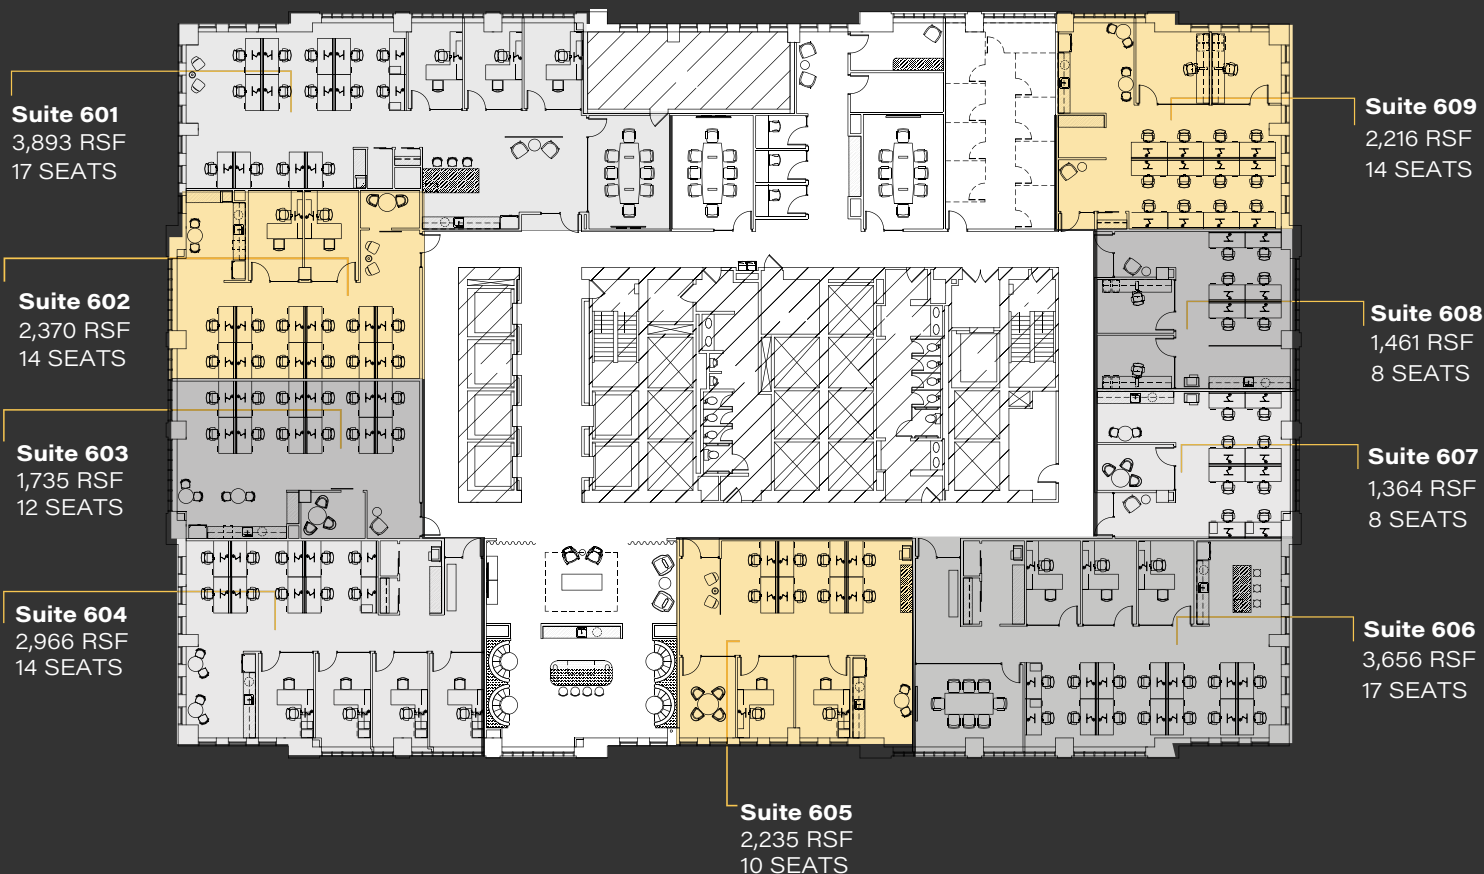 Suite 601
3,893 RSF
17 SEATS
Suite 602
2,370 RSF
14 SEATS
Suite 603
1,735 RSF
12 SEATS
Suite 604
2,966 RSF
14 SEATS
Suite 605
2,235 RSF
10 SEATS
Suite 606
3,656 RSF
17 SEATS
Suite 607
1,364 RSF
8 SEATS
Suite 608
1,461 RSF
8 SEATS
Suite 609
2,216 RSF
14 SEATS